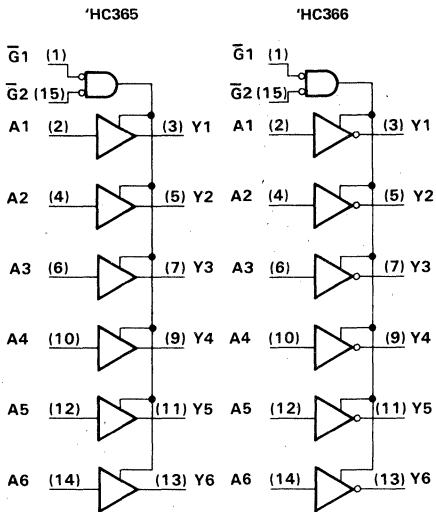 'HC365
G̅1 (1)
G̅2 (15)
A1 (2) (3) Y1
A2 (4) (5) Y2
A3 (6) (7) Y3
A4 (10) (9) Y4
A5 (12) (11) Y5
A6 (14) (13) Y6
'HC366
G̅1 (1)
G̅2 (15)
A1 (2) (3) Y1
A2 (4) (5) Y2
A3 (6) (7) Y3
A4 (10) (9) Y4
A5 (12) (11) Y5
A6 (14) (13) Y6